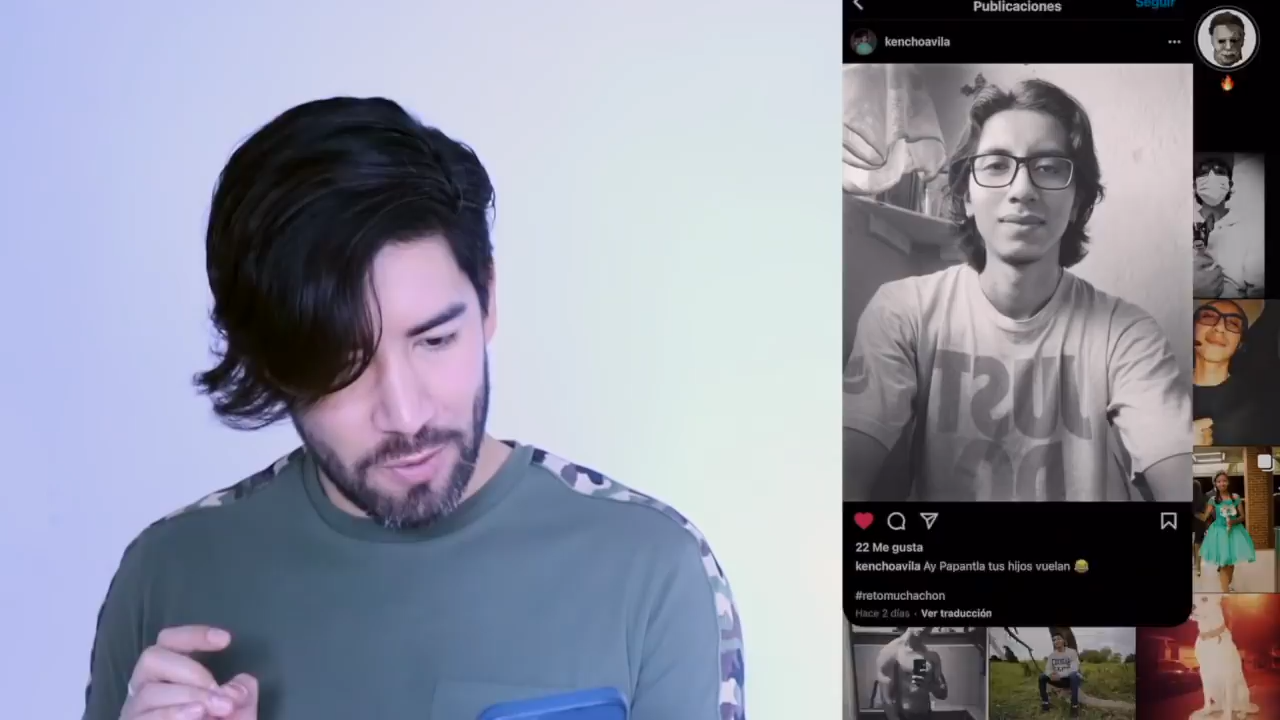 Publicaciones
Seguir
kenchoavila
JUST
DO
22 Me gusta
kenchoavila Ay Papantla tus hijos vuelan 😂
#retomuchachon
Hace 2 días · Ver traducción